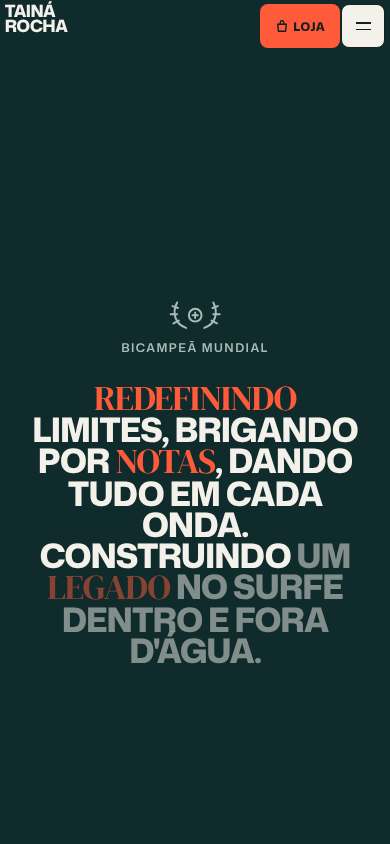 TAINÁ
ROCHA
LOJA
BICAMPEÃ MUNDIAL
REDEFININDO
LIMITES, BRIGANDO
POR NOTAS, DANDO
TUDO EM CADA
ONDA.
CONSTRUINDO UM
LEGADO NO SURFE
DENTRO E FORA
D'ÁGUA.